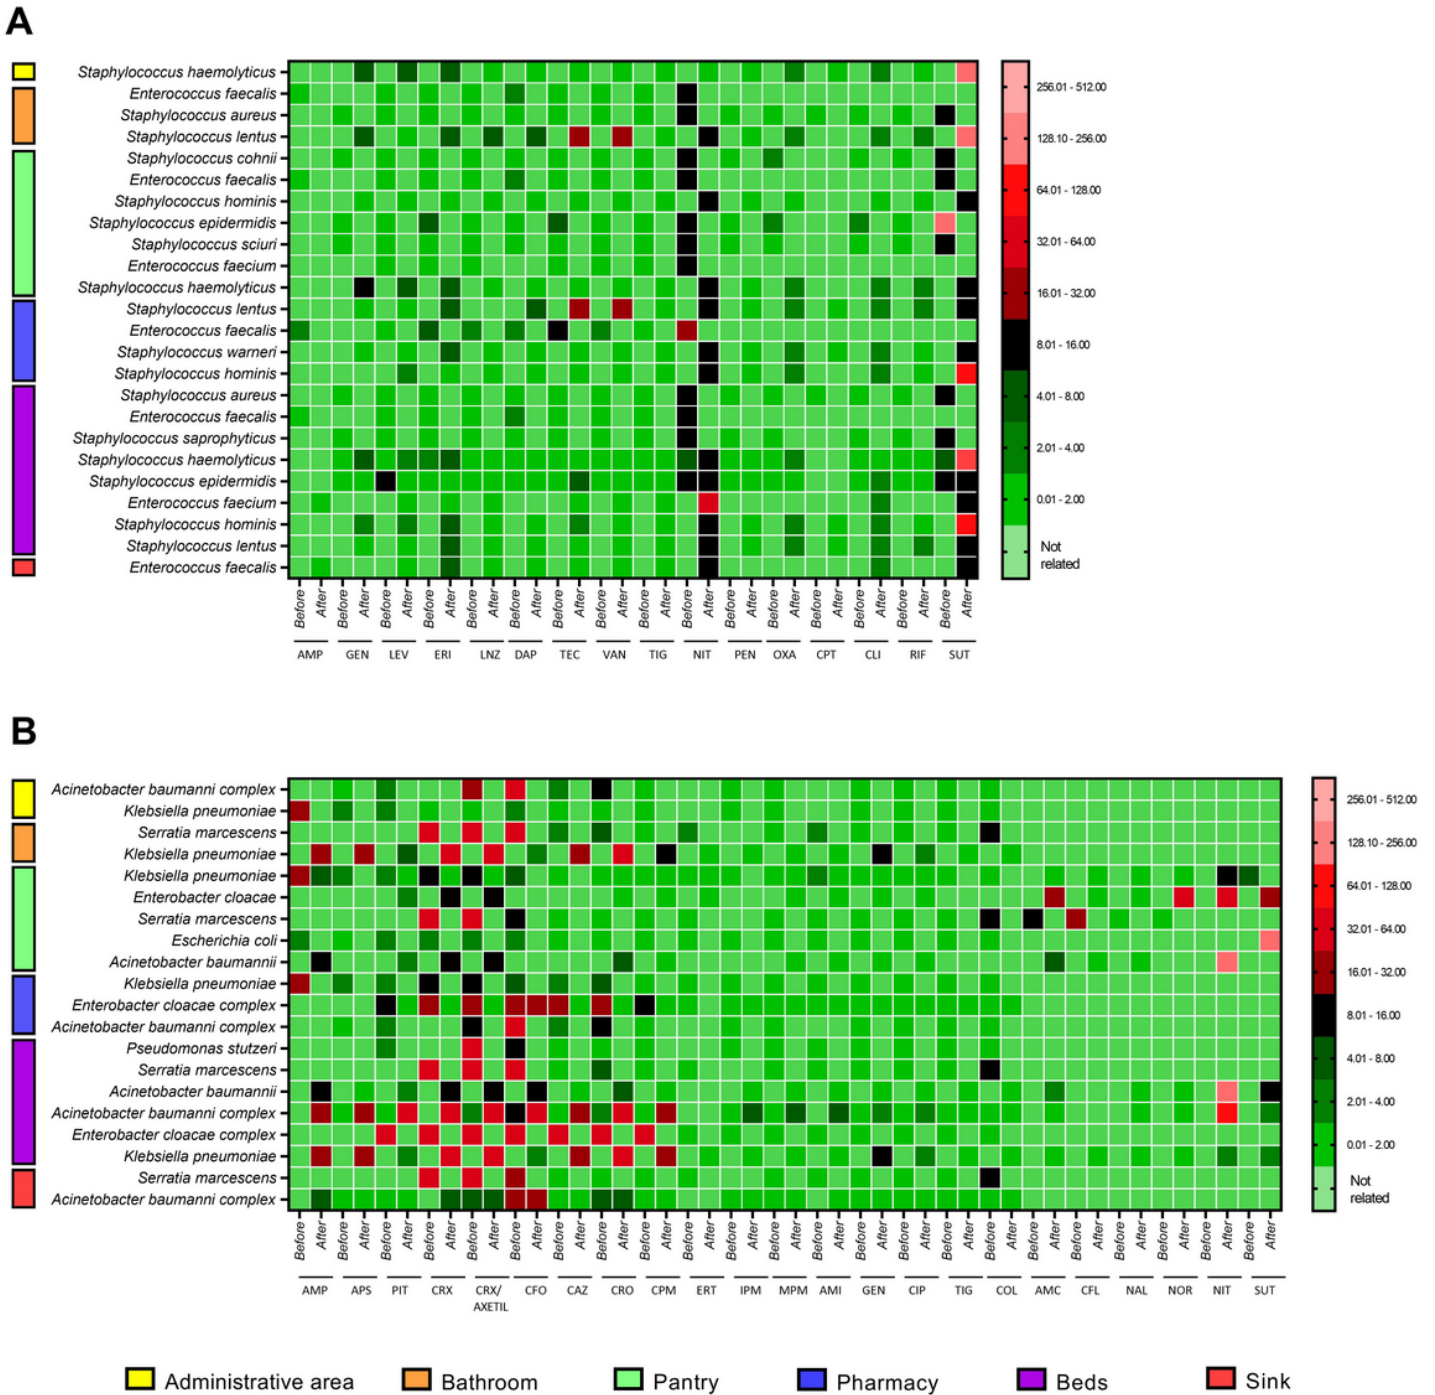 A
Staphylococcus haemolyticus
Enterococcus faecalis
Staphylococcus aureus
Staphylococcus lentus
Staphylococcus cohnii
Enterococcus faecalis
Staphylococcus hominis
Staphylococcus epidermidis
Staphylococcus sciuri
Enterococcus faecium
Staphylococcus haemolyticus
Staphylococcus lentus
Enterococcus faecalis
Staphylococcus warneri
Staphylococcus hominis
Staphylococcus aureus
Enterococcus faecalis
Staphylococcus saprophyticus
Staphylococcus haemolyticus
Staphylococcus epidermidis
Enterococcus faecium
Staphylococcus hominis
Staphylococcus lentus
Enterococcus faecalis
256.01 - 512.00
128.10 - 256.00
64.01 - 128.00
32.01 - 64.00
16.01 - 32.00
8.01 - 16.00
4.01 - 8.00
2.01 - 4.00
0.01 - 2.00
Not
related
Before After Before After Before After Before After Before After Before After Before After Before After Before After Before After Before After Before After Before After Before After Before After Before After
AMP GEN LEV ERI LNZ DAP TEC VAN TIG NIT PEN OXA CPT CLI RIF SUT
B
Acinetobacter baumanni complex
Klebsiella pneumoniae
Serratia marcescens
Klebsiella pneumoniae
Klebsiella pneumoniae
Enterobacter cloacae
Serratia marcescens
Escherichia coli
Acinetobacter baumannii
Klebsiella pneumoniae
Enterobacter cloacae complex
Acinetobacter baumanni complex
Pseudomonas stutzeri
Serratia marcescens
Acinetobacter baumannii
Acinetobacter baumanni complex
Enterobacter cloacae complex
Klebsiella pneumoniae
Serratia marcescens
Acinetobacter baumanni complex
256.01 - 512.00
128.10 - 256.00
64.01 - 128.00
32.01 - 64.00
16.01 - 32.00
8.01 - 16.00
4.01 - 8.00
2.01 - 4.00
0.01 - 2.00
Not
related
Before After Before After Before After Before After Before After Before After Before After Before After Before After Before After Before After Before After Before After Before After Before After Before After Before After Before After Before After Before After Before After Before After Before After
AMP APS PIT CRX CRX/ CFO CAZ CRO CPM ERT IPM MPM AMI GEN CIP TIG COL AMC CFL NAL NOR NIT SUT
AXETIL
Administrative area Bathroom Pantry Pharmacy Beds Sink